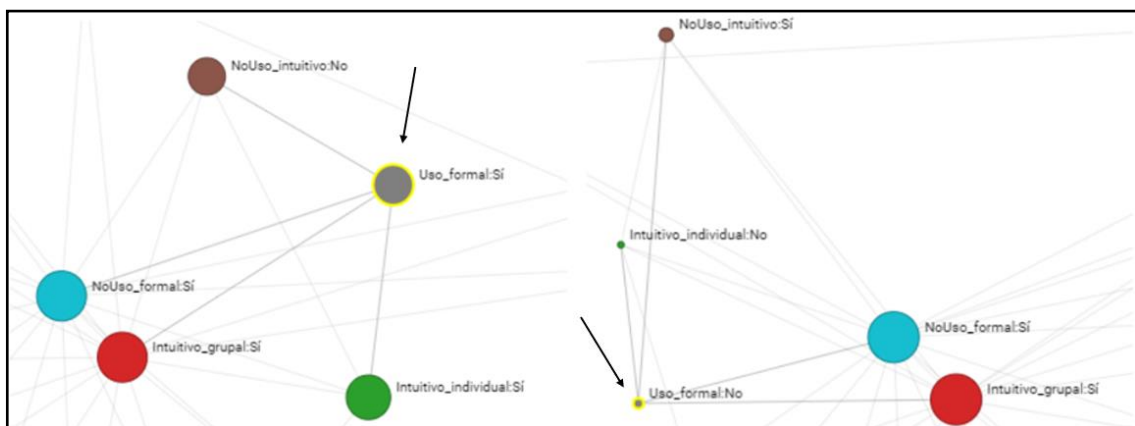 NoUso_intuitivo:No
Uso_formal:Sí
NoUso_formal:Sí
Intuitivo_grupal:Sí
Intuitivo_individual:Sí
NoUso_intuitivo:Sí
Intuitivo_individual:No
NoUso_formal:Sí
Uso_formal:No
Intuitivo_grupal:Sí